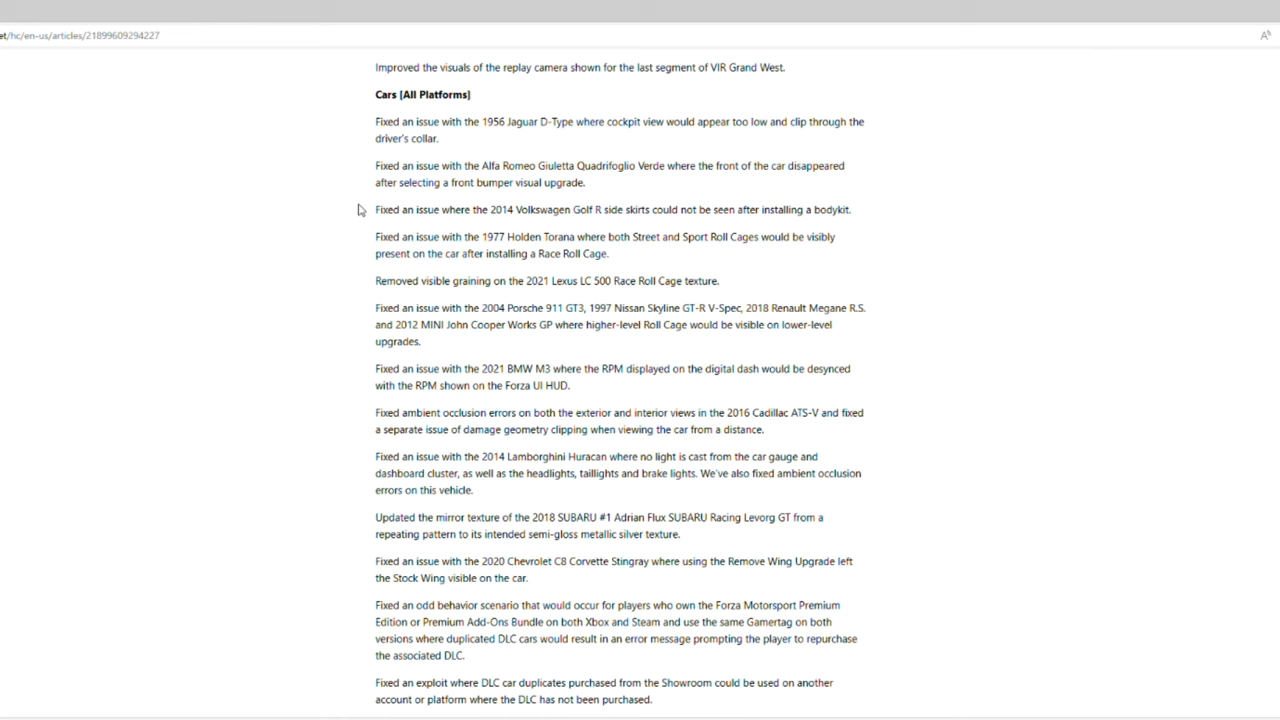 et/hc/en-us/articles/21899609294227
Improved the visuals of the replay camera shown for the last segment of VIR Grand West.
Cars [All Platforms]
Fixed an issue with the 1956 Jaguar D-Type where cockpit view would appear too low and clip through the
driver's collar.
Fixed an issue with the Alfa Romeo Giuletta Quadrifoglio Verde where the front of the car disappeared
after selecting a front bumper visual upgrade.
Fixed an issue where the 2014 Volkswagen Golf R side skirts could not be seen after installing a bodykit.
Fixed an issue with the 1977 Holden Torana where both Street and Sport Roll Cages would be visibly
present on the car after installing a Race Roll Cage.
Removed visible graining on the 2021 Lexus LC 500 Race Roll Cage texture.
Fixed an issue with the 2004 Porsche 911 GT3, 1997 Nissan Skyline GT-R V-Spec, 2018 Renault Megane R.S.
and 2012 MINI John Cooper Works GP where higher-level Roll Cage would be visible on lower-level
upgrades.
Fixed an issue with the 2021 BMW M3 where the RPM displayed on the digital dash would be desynced
with the RPM shown on the Forza UI HUD.
Fixed ambient occlusion errors on both the exterior and interior views in the 2016 Cadillac ATS-V and fixed
a separate issue of damage geometry clipping when viewing the car from a distance.
Fixed an issue with the 2014 Lamborghini Huracan where no light is cast from the car gauge and
dashboard cluster, as well as the headlights, taillights and brake lights. We've also fixed ambient occlusion
errors on this vehicle.
Updated the mirror texture of the 2018 SUBARU #1 Adrian Flux SUBARU Racing Levorg GT from a
repeating pattern to its intended semi-gloss metallic silver texture.
Fixed an issue with the 2020 Chevrolet C8 Corvette Stingray where using the Remove Wing Upgrade left
the Stock Wing visible on the car.
Fixed an odd behavior scenario that would occur for players who own the Forza Motorsport Premium
Edition or Premium Add-Ons Bundle on both Xbox and Steam and use the same Gamertag on both
versions where duplicated DLC cars would result in an error message prompting the player to repurchase
the associated DLC.
Fixed an exploit where DLC car duplicates purchased from the Showroom could be used on another
account or platform where the DLC has not been purchased.